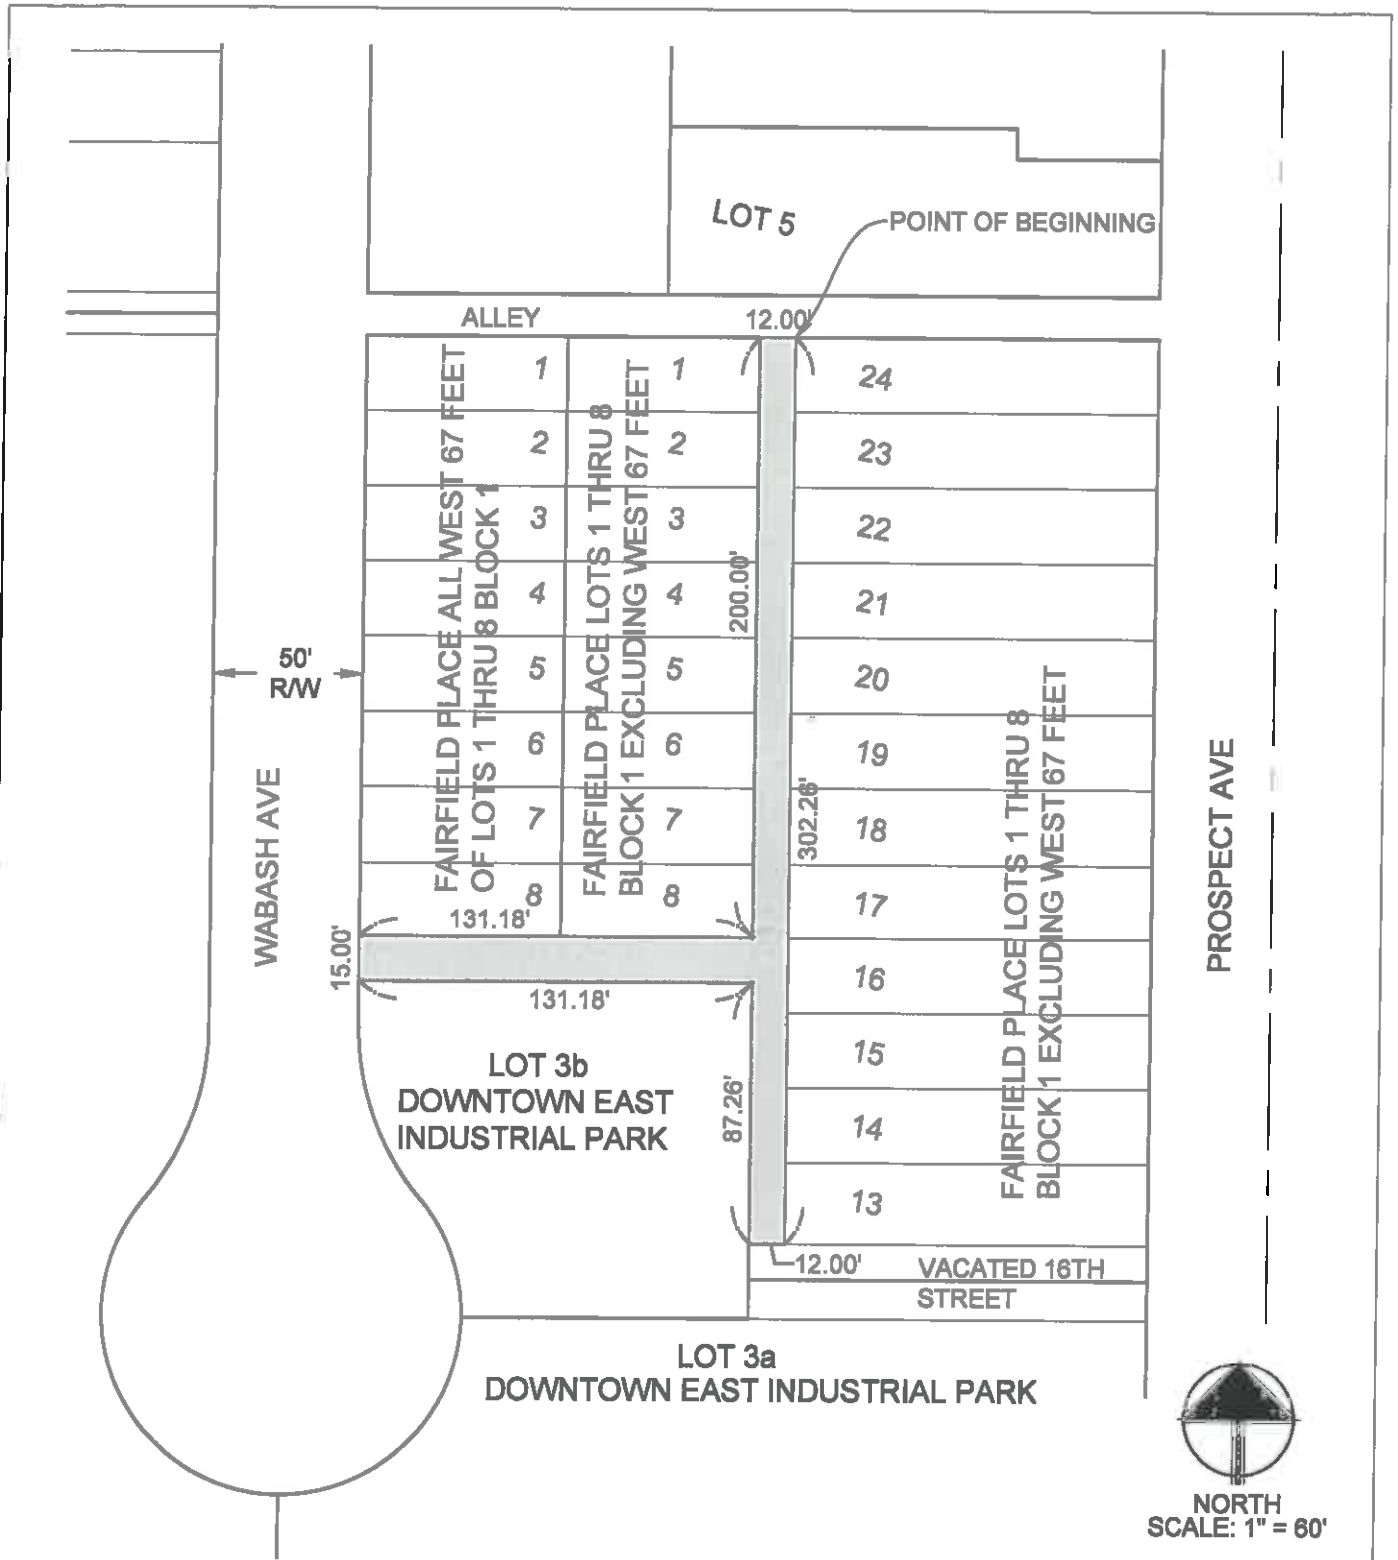 LOT 5
POINT OF BEGINNING
ALLEY
12.00'
1
1
24
2
2
23
3
3
22
4
4
21
5
5
20
6
6
19
7
7
18
8
8
17
16
15
14
13
FAIRFIELD PLACE ALL WEST 67 FEET
OF LOTS 1 THRU 8 BLOCK 1
FAIRFIELD PLACE LOTS 1 THRU 8
BLOCK 1 EXCLUDING WEST 67 FEET
200.00'
302.26'
FAIRFIELD PLACE LOTS 1 THRU 8
BLOCK 1 EXCLUDING WEST 67 FEET
50'
R/W
WABASH AVE
PROSPECT AVE
131.18'
15.00'
131.18'
LOT 3b
DOWNTOWN EAST
INDUSTRIAL PARK
87.26'
12.00'
VACATED 16TH
STREET
LOT 3a
DOWNTOWN EAST INDUSTRIAL PARK
NORTH
SCALE: 1" = 60'